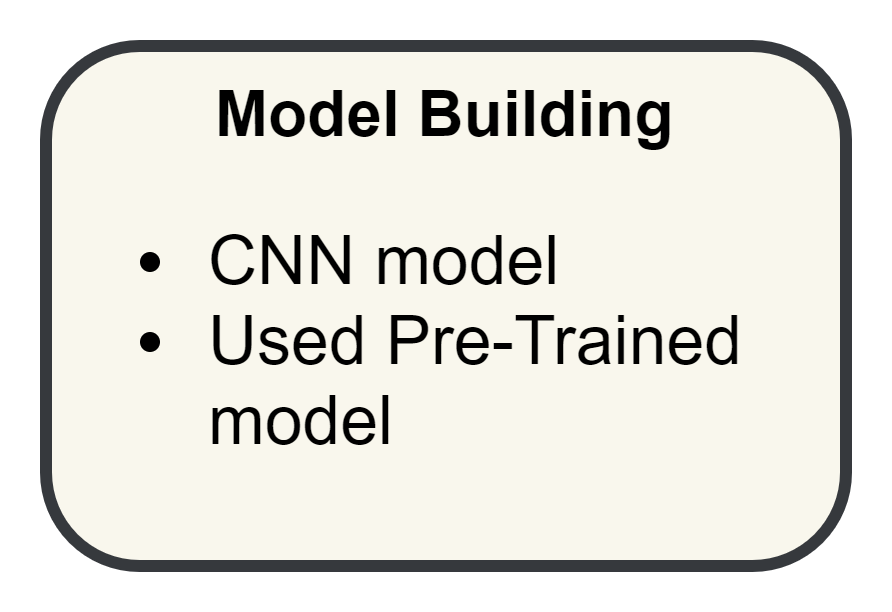 Model Building
• CNN model
• Used Pre-Trained
model